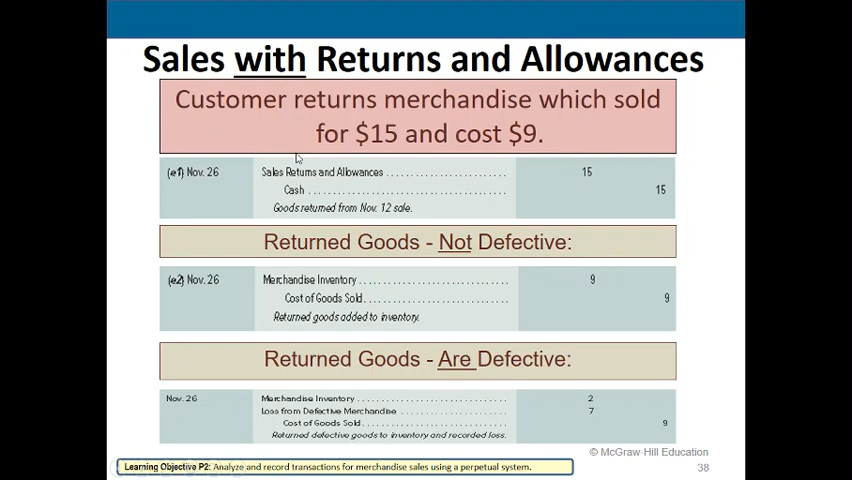 Sales with Returns and Allowances
Customer returns merchandise which sold
for $15 and cost $9.
(e1) Nov. 26 Sales Returns and Allowances . . . . . . . . . . . . . . . . . . . . . . . . 15
Cash . . . . . . . . . . . . . . . . . . . . . . . . . . . . . . . . . . . . . . . 15
Goods returned from Nov. 12 sale.
Returned Goods - Not Defective:
(e2) Nov. 26 Merchandise Inventory . . . . . . . . . . . . . . . . . . . . . . . . . . . . . 9
Cost of Goods Sold . . . . . . . . . . . . . . . . . . . . . . . . . . . . 9
Returned goods added to inventory.
Returned Goods - Are Defective:
Nov. 26 Merchandise Inventory . . . . . . . . . . . . . . . . . . . . . . . . . . . . . 2
Loss from Defective Merchandise . . . . . . . . . . . . . . . . . . . . 7
Cost of Goods Sold . . . . . . . . . . . . . . . . . . . . . . . . . . . . 9
Returned defective goods to inventory and recorded loss.
© McGraw-Hill Education
Learning Objective P2: Analyze and record transactions for merchandise sales using a perpetual system.
38